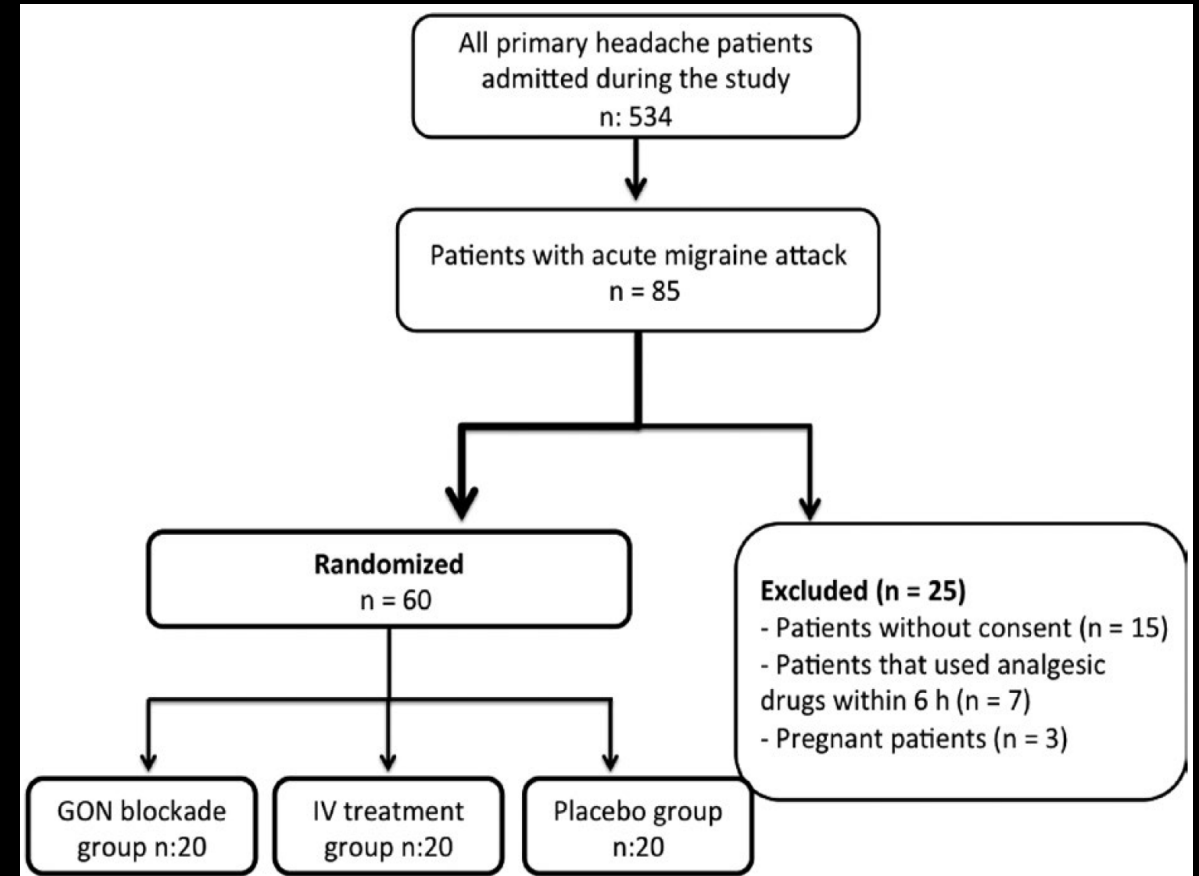 All primary headache patients
admitted during the study
n: 534
Patients with acute migraine attack
n = 85
Randomized
n = 60
Excluded (n = 25)
- Patients without consent (n = 15)
- Patients that used analgesic
drugs within 6 h (n = 7)
- Pregnant patients (n = 3)
GON blockade
group n:20
IV treatment
group n:20
Placebo group
n:20